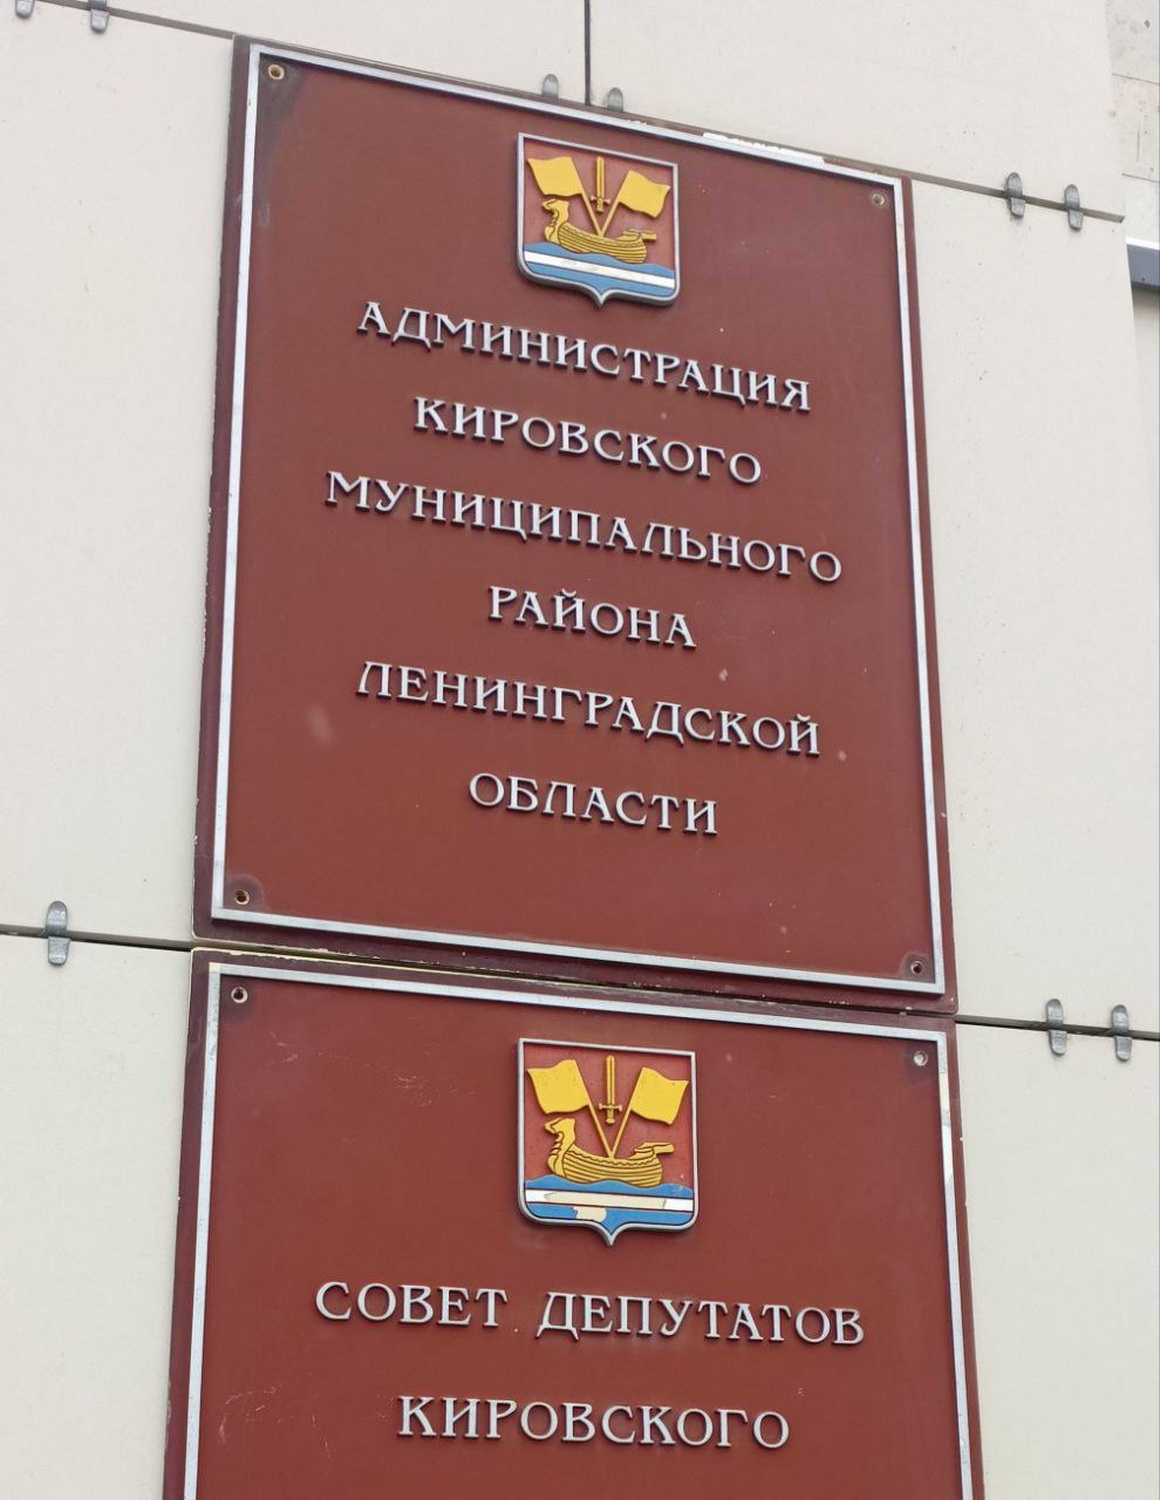 АДМИНИСТРАЦИЯ
КИРОВСКОГО
МУНИЦИПАЛЬНОГО
РАЙОНА
ЛЕНИНГРАДСКОЙ
ОБЛАСТИ
СОВЕТ ДЕПУТАТОВ
КИРОВСКОГО